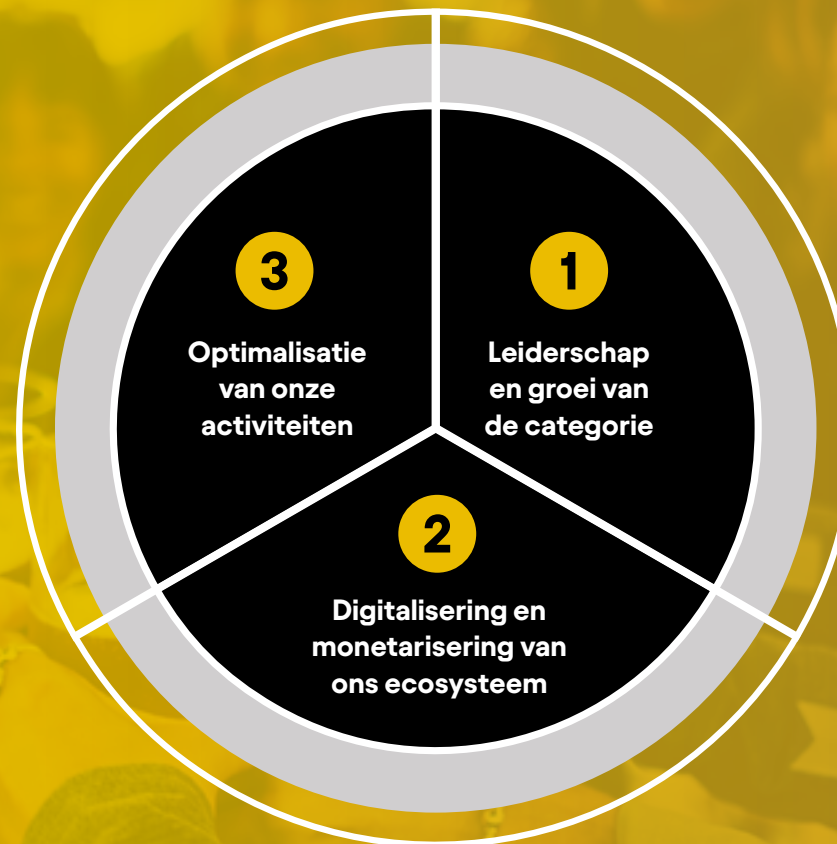 1
Leiderschap
en groei van
de categorie
2
Digitalisering en
monetarisering van
ons ecosysteem
3
Optimalisatie
van onze
activiteiten